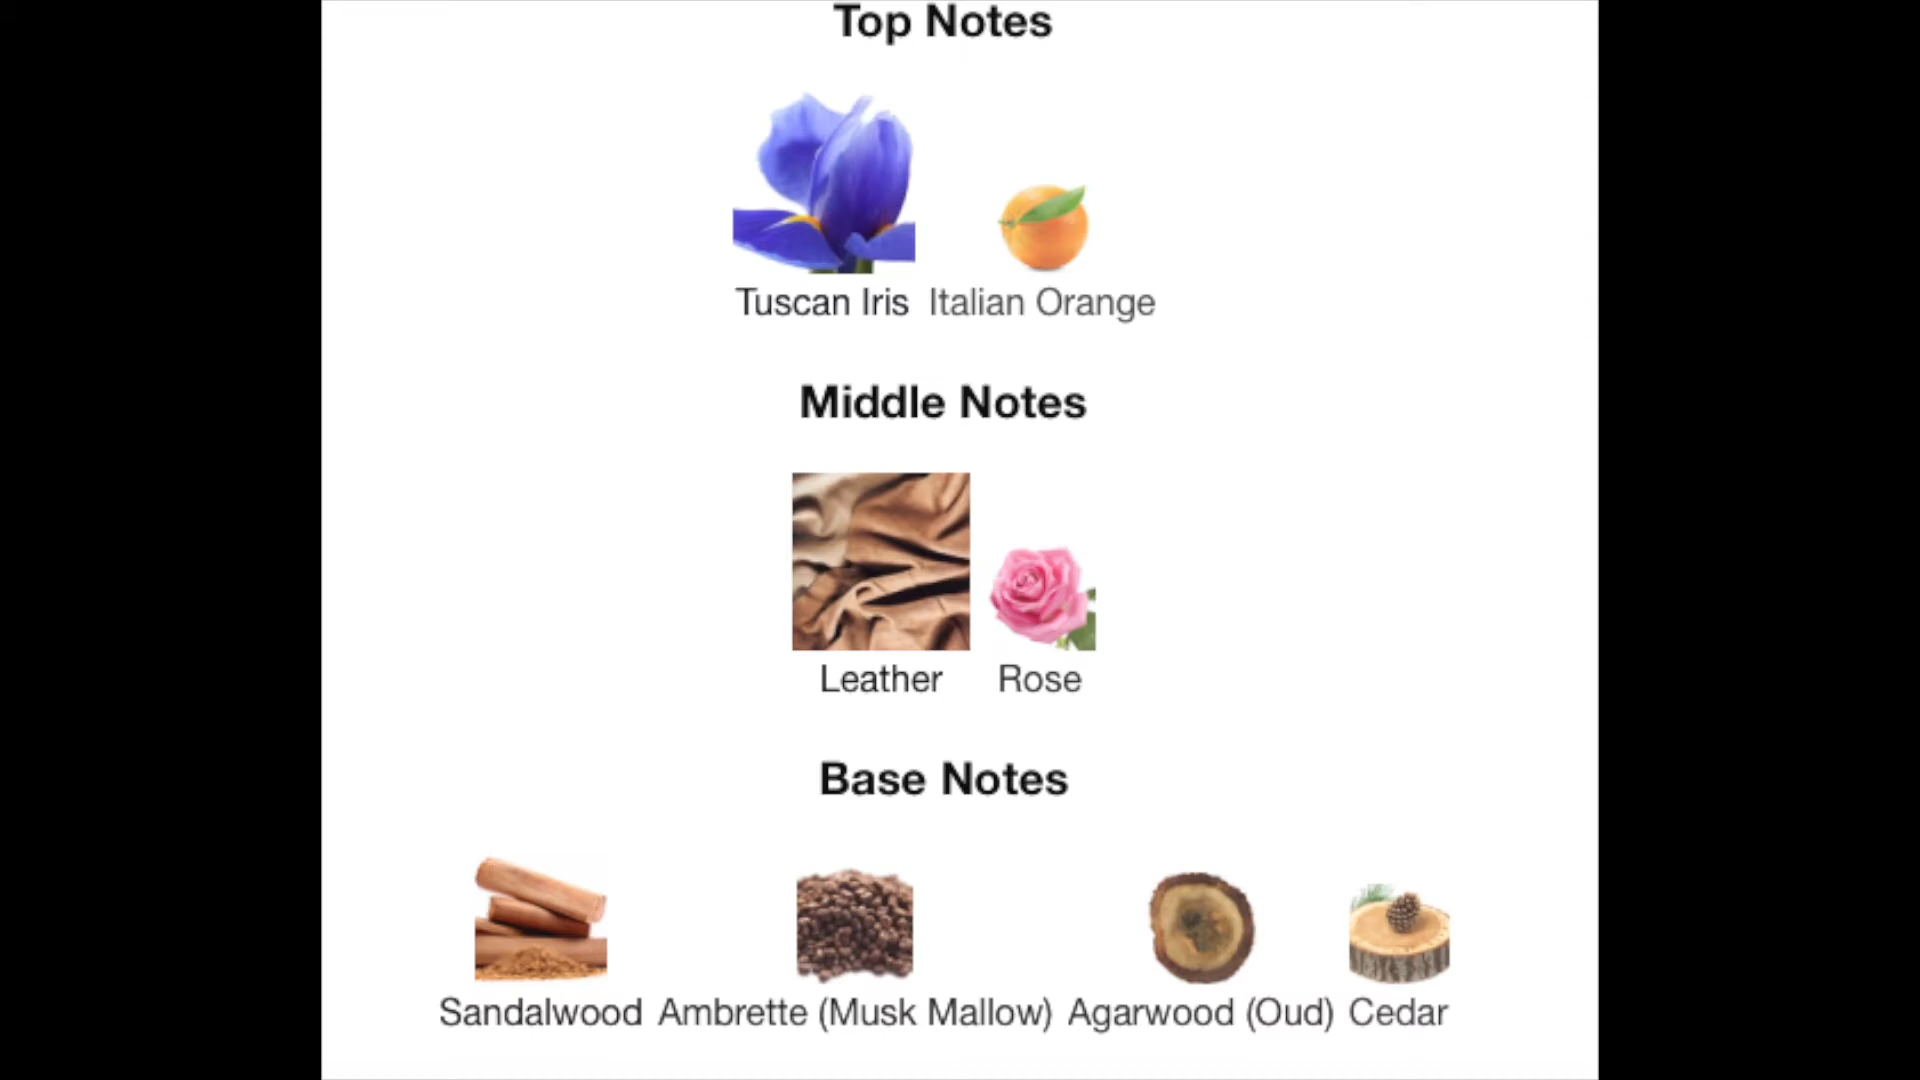 Top Notes
Tuscan Iris Italian Orange
Middle Notes
Leather Rose
Base Notes
Sandalwood Ambrette (Musk Mallow) Agarwood (Oud) Cedar